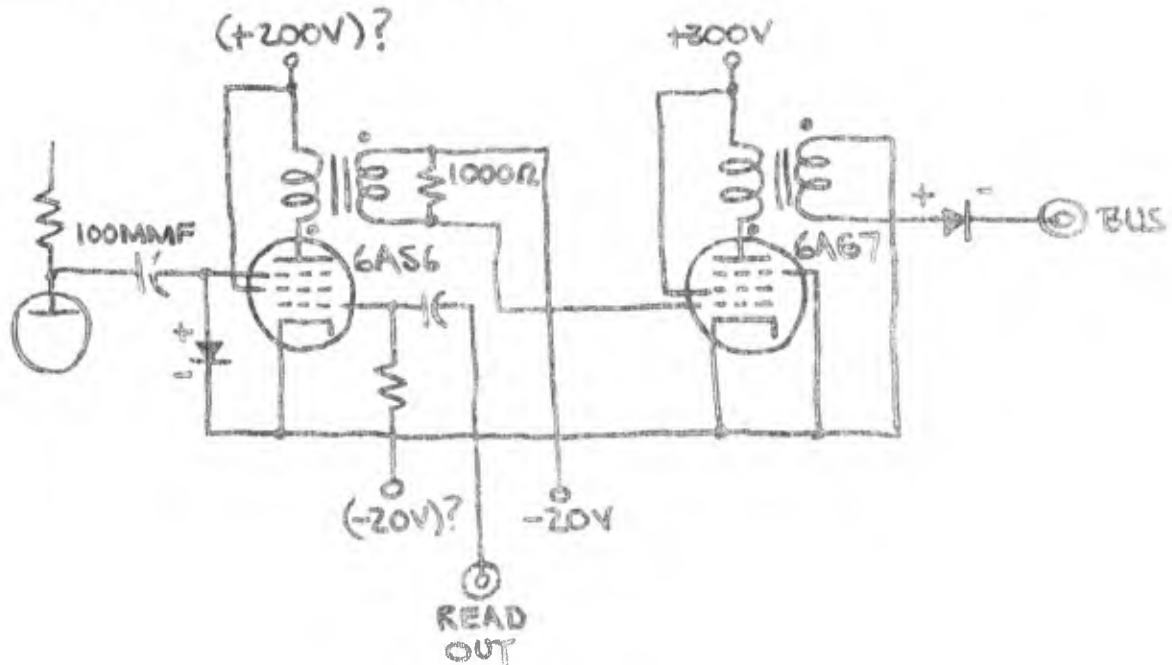 (+200V)?
+300V
1000Ω
100MMF
6AS6
6AG7
+ -
BUS
+
-
(-20V)?
-20V
READ
OUT